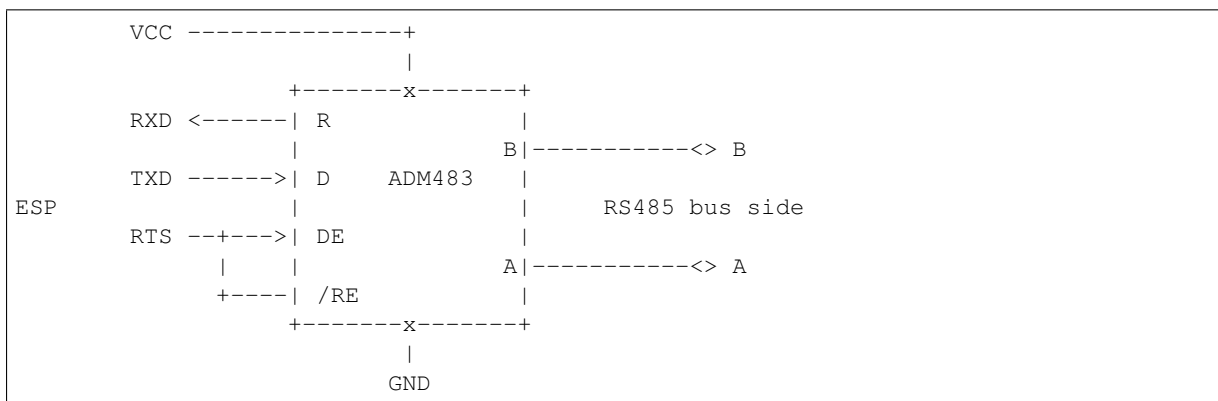 VCC ---------------+
|
+-------x-------+
RXD <------| R |
| B|-----------<> B
TXD ------>| D ADM483 |
ESP | | RS485 bus side
RTS --+--->| DE |
| | A|-----------<> A
+----| /RE |
+-------x-------+
|
GND